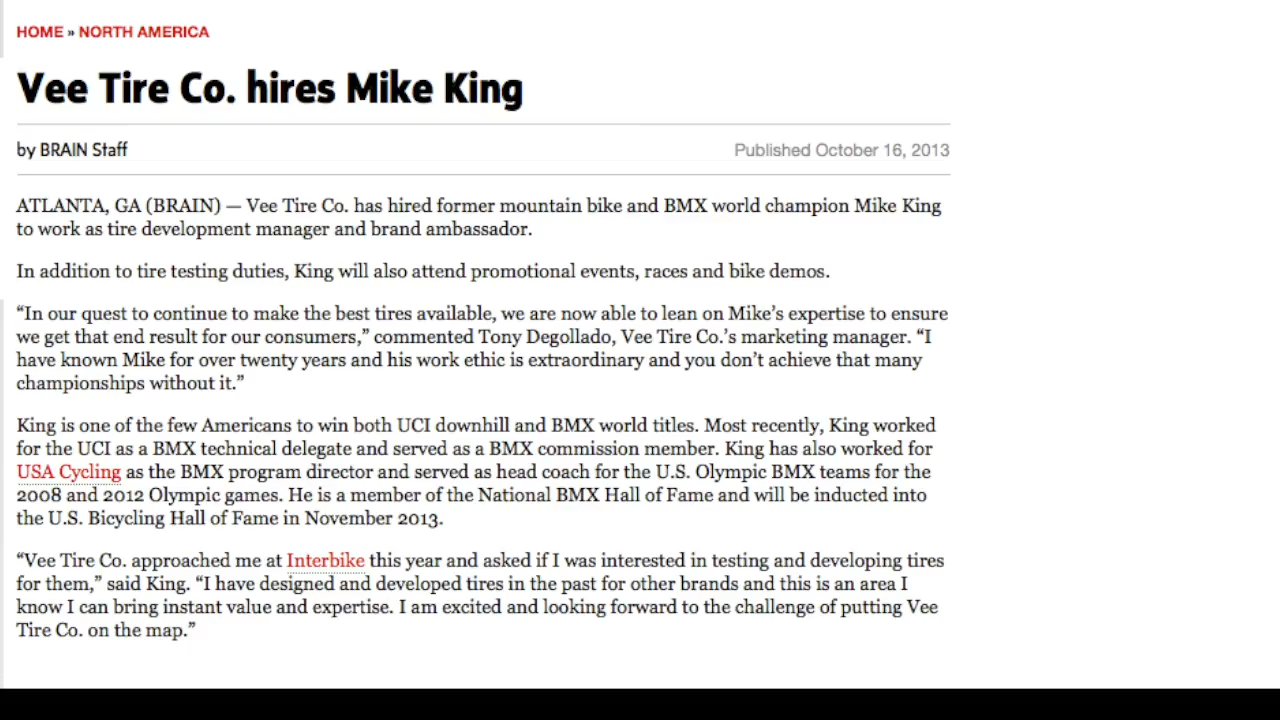 HOME » NORTH AMERICA
Vee Tire Co. hires Mike King
by BRAIN Staff
Published October 16, 2013
ATLANTA, GA (BRAIN) — Vee Tire Co. has hired former mountain bike and BMX world champion Mike King
to work as tire development manager and brand ambassador.
In addition to tire testing duties, King will also attend promotional events, races and bike demos.
“In our quest to continue to make the best tires available, we are now able to lean on Mike’s expertise to ensure
we get that end result for our consumers,” commented Tony Degollado, Vee Tire Co.’s marketing manager. “I
have known Mike for over twenty years and his work ethic is extraordinary and you don’t achieve that many
championships without it.”
King is one of the few Americans to win both UCI downhill and BMX world titles. Most recently, King worked
for the UCI as a BMX technical delegate and served as a BMX commission member. King has also worked for
USA Cycling as the BMX program director and served as head coach for the U.S. Olympic BMX teams for the
2008 and 2012 Olympic games. He is a member of the National BMX Hall of Fame and will be inducted into
the U.S. Bicycling Hall of Fame in November 2013.
“Vee Tire Co. approached me at Interbike this year and asked if I was interested in testing and developing tires
for them,” said King. “I have designed and developed tires in the past for other brands and this is an area I
know I can bring instant value and expertise. I am excited and looking forward to the challenge of putting Vee
Tire Co. on the map.”